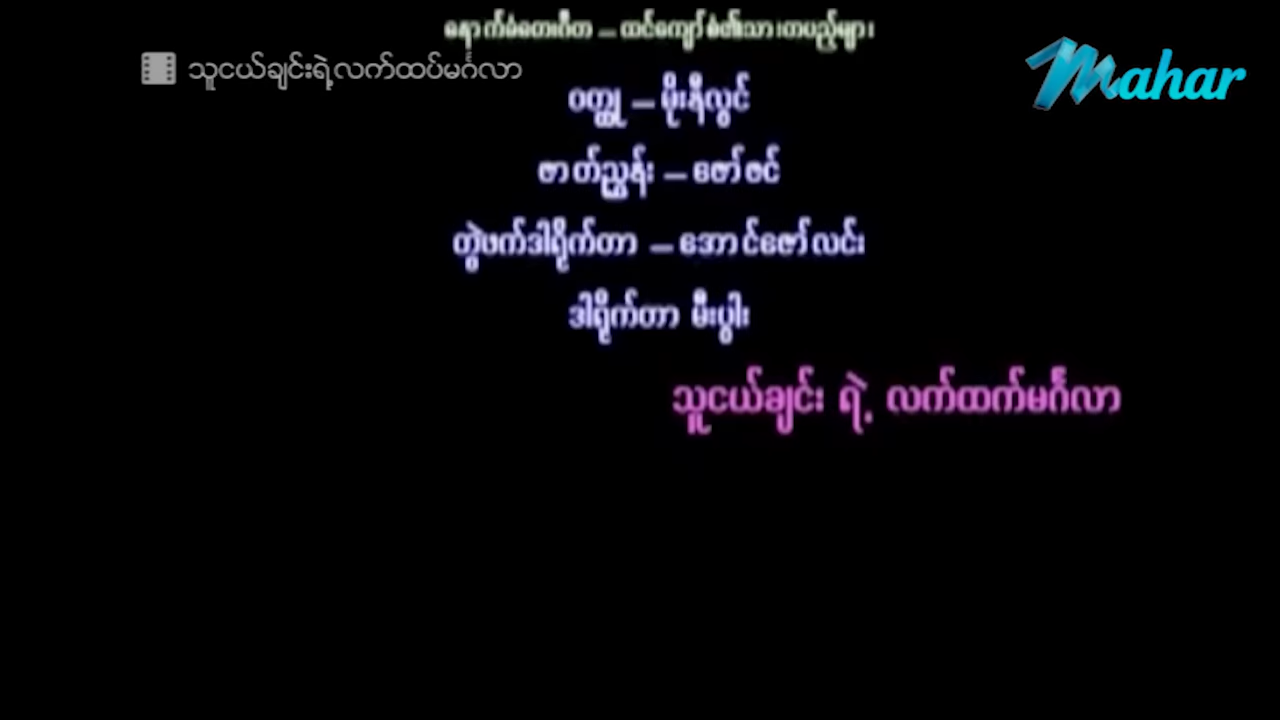 နောက်ခံတေးဂီတ – ထင်ကျော်စံ၏သားတပည့်များ
သူငယ်ချင်းရဲ့လက်ထပ်မင်္ဂလာ
Mahar
ဝတ္ထု – မိုးနီလွင်
ဇာတ်ညွှန်း – ဇော်ဇင်
တွဲဖက်ဒါရိုက်တာ – အောင်ဇော်လင်း
ဒါရိုက်တာ မီးပွါး
သူငယ်ချင်း ရဲ့ လက်ထက်မင်္ဂလာ